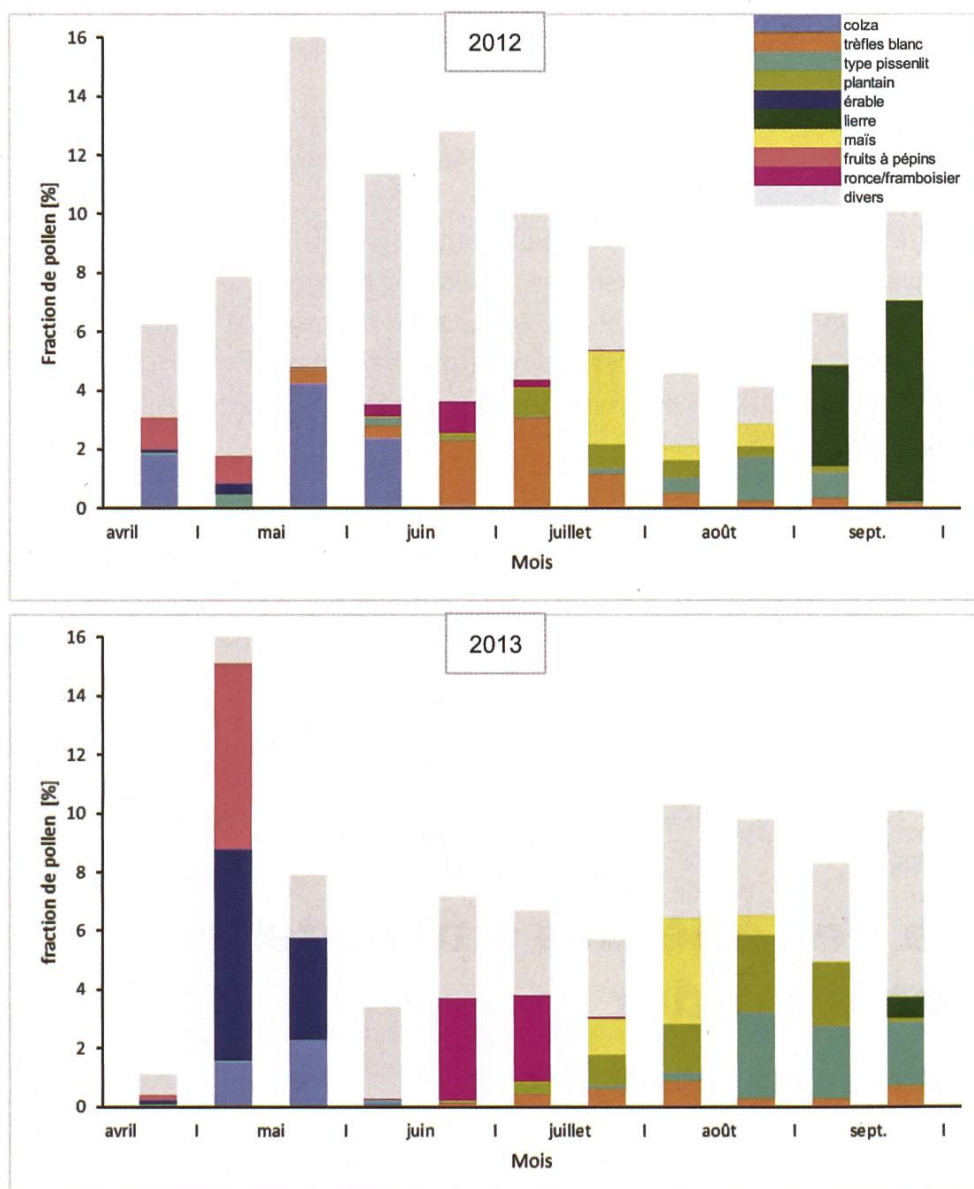 2012
colza
trèfles blanc
type pissenlit
plantain
érable
lierre
maïs
fruits à pépins
ronce/framboisier
divers
Fraction de pollen [%]
16
14
12
10
8
6
4
2
0
avril I mai I juin I juillet I août I sept. I
Mois
2013
fraction de pollen [%]
16
14
12
10
8
6
4
2
0
avril I mai I juin I juillet I août I sept. I
Mois